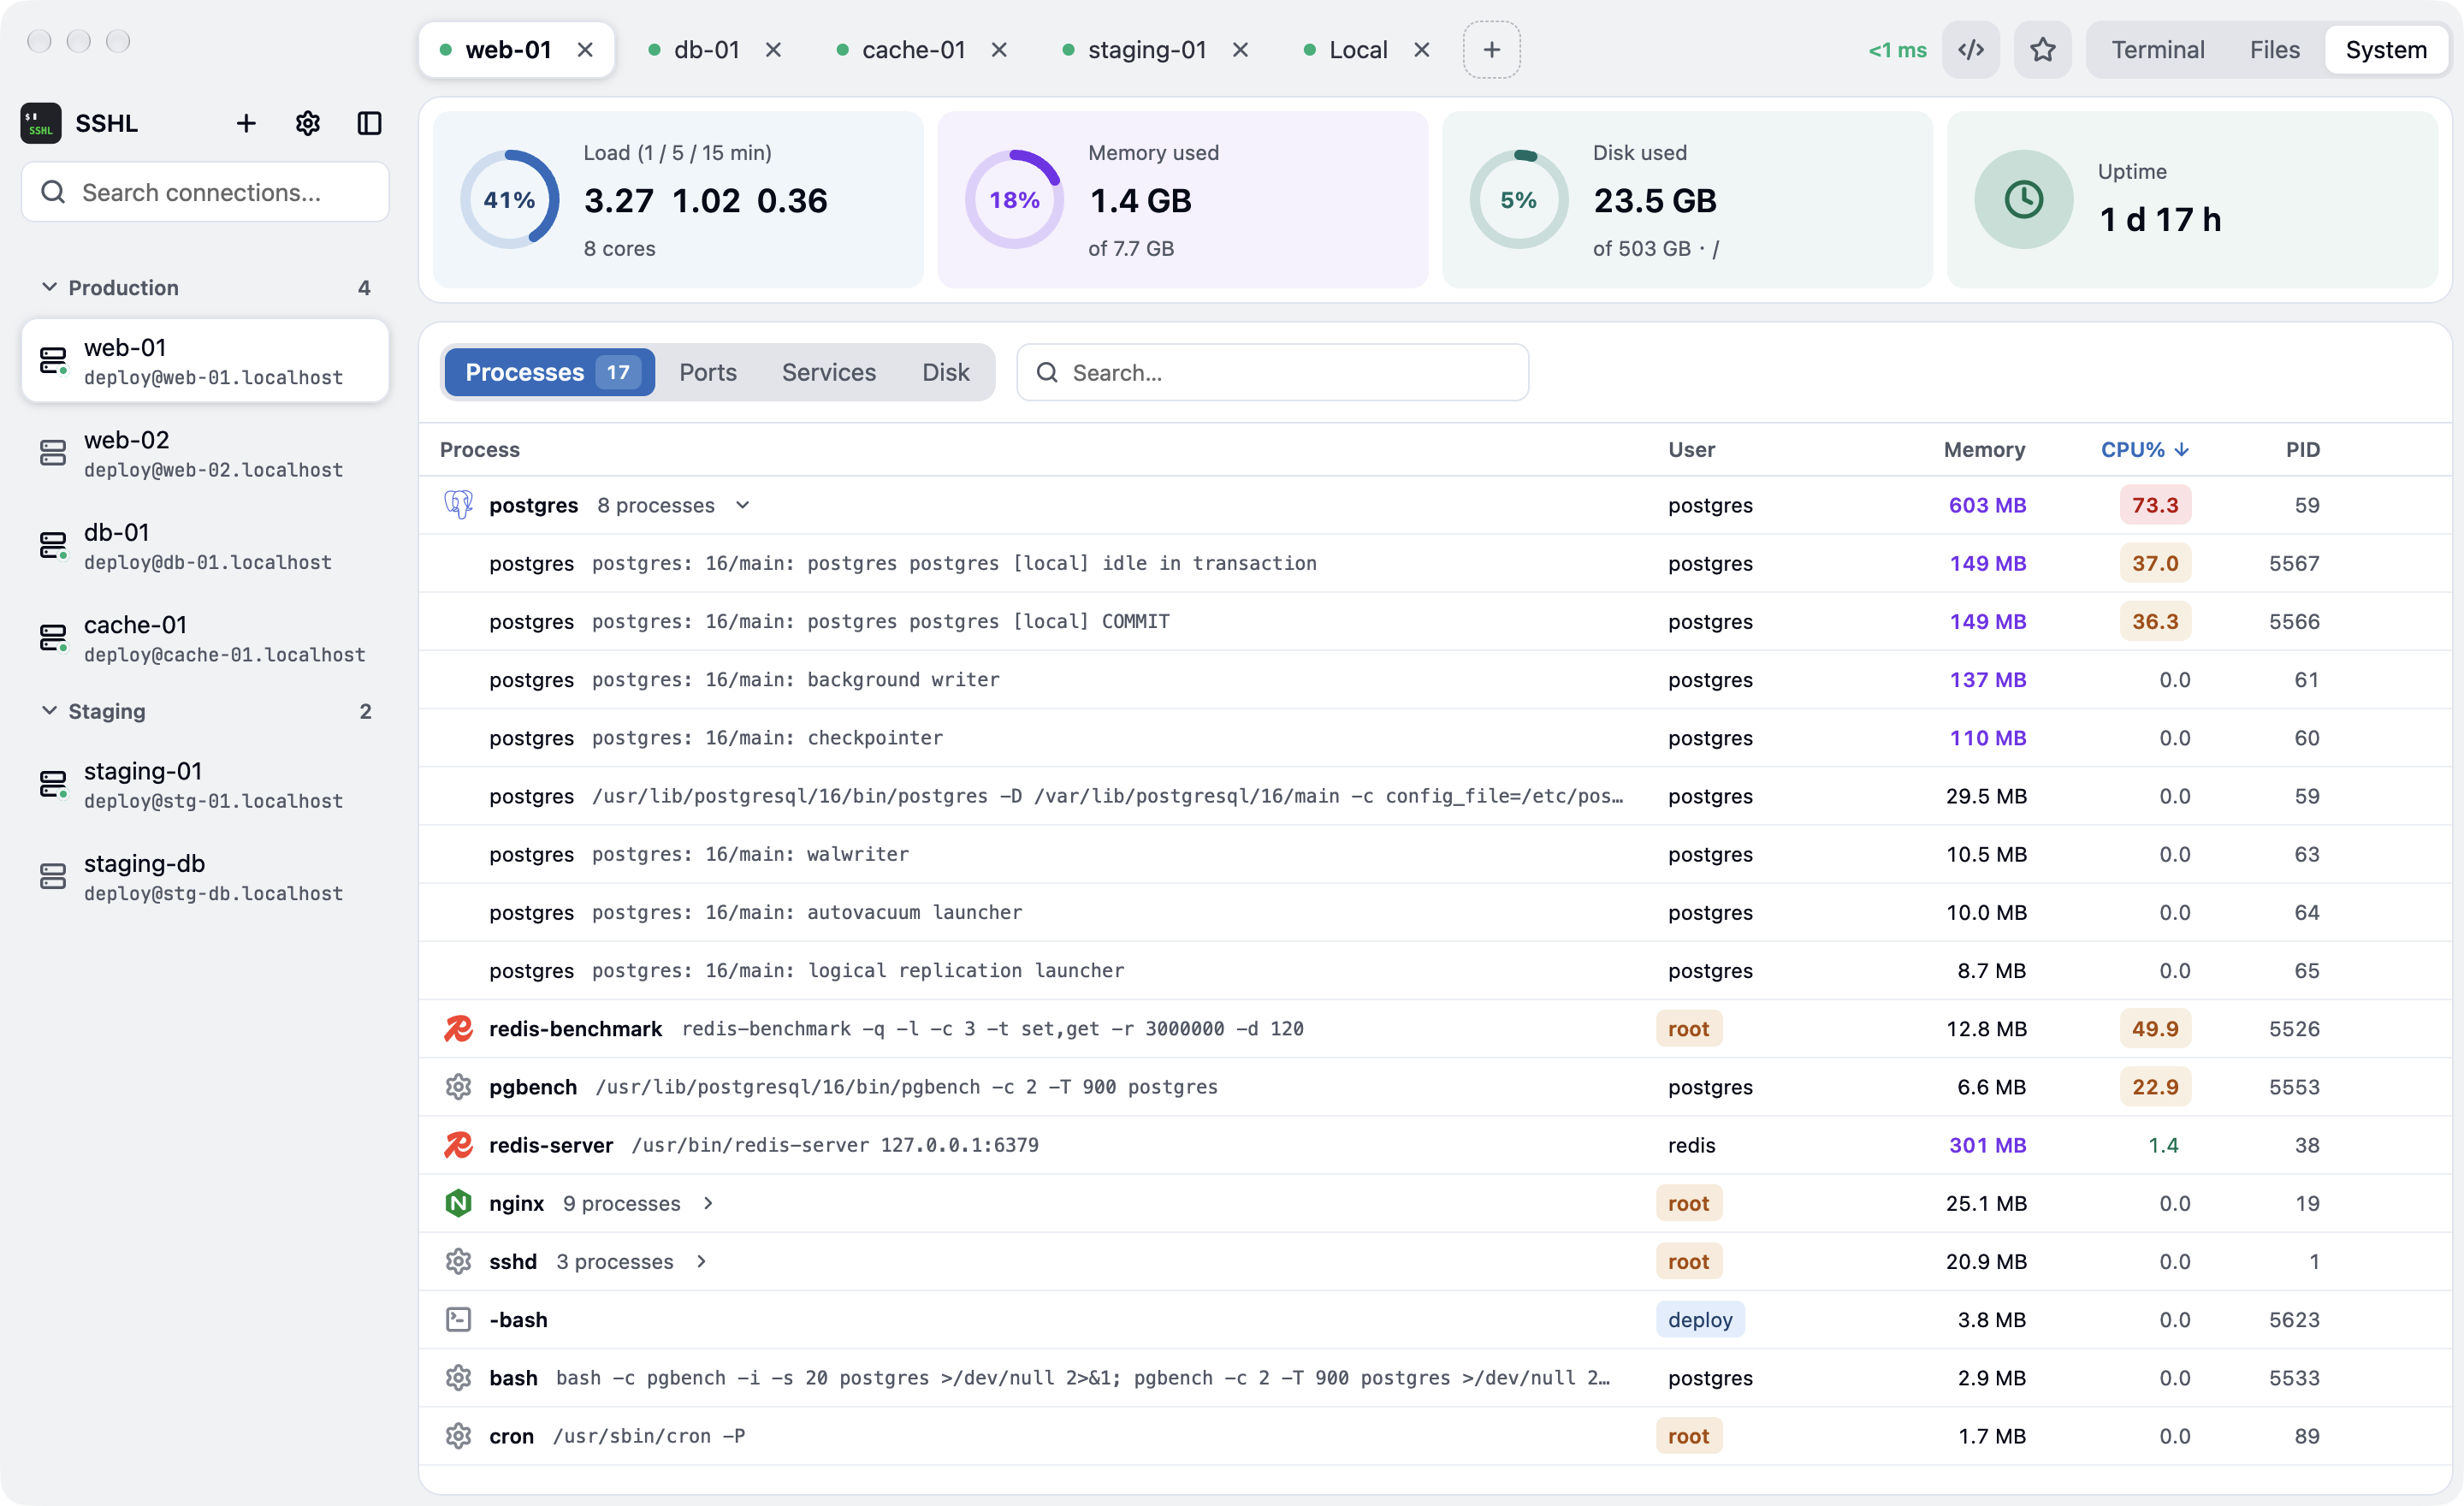 web-01
db-01
cache-01
staging-01
Local
<1 ms
Terminal
Files
System
$
SSHL
SSHL
Search connections...
Production 4
web-01
deploy@web-01.localhost
web-02
deploy@web-02.localhost
db-01
deploy@db-01.localhost
cache-01
deploy@cache-01.localhost
Staging 2
staging-01
deploy@stg-01.localhost
staging-db
deploy@stg-db.localhost
41%
Load (1 / 5 / 15 min)
3.27 1.02 0.36
8 cores
18%
Memory used
1.4 GB
of 7.7 GB
5%
Disk used
23.5 GB
of 503 GB · /
Uptime
1 d 17 h
Processes 17 Ports Services Disk Search...
Process User Memory CPU% ↓ PID
postgres 8 processes postgres 603 MB 73.3 59
postgres postgres: 16/main: postgres postgres [local] idle in transaction postgres 149 MB 37.0 5567
postgres postgres: 16/main: postgres postgres [local] COMMIT postgres 149 MB 36.3 5566
postgres postgres: 16/main: background writer postgres 137 MB 0.0 61
postgres postgres: 16/main: checkpointer postgres 110 MB 0.0 60
postgres /usr/lib/postgresql/16/bin/postgres -D /var/lib/postgresql/16/main -c config_file=/etc/pos… postgres 29.5 MB 0.0 59
postgres postgres: 16/main: walwriter postgres 10.5 MB 0.0 63
postgres postgres: 16/main: autovacuum launcher postgres 10.0 MB 0.0 64
postgres postgres: 16/main: logical replication launcher postgres 8.7 MB 0.0 65
redis-benchmark redis-benchmark -q -l -c 3 -t set,get -r 3000000 -d 120 root 12.8 MB 49.9 5526
pgbench /usr/lib/postgresql/16/bin/pgbench -c 2 -T 900 postgres postgres 6.6 MB 22.9 5553
redis-server /usr/bin/redis-server 127.0.0.1:6379 redis 301 MB 1.4 38
nginx 9 processes root 25.1 MB 0.0 19
sshd 3 processes root 20.9 MB 0.0 1
-bash deploy 3.8 MB 0.0 5623
bash bash -c pgbench -i -s 20 postgres >/dev/null 2>&1; pgbench -c 2 -T 900 postgres >/dev/null 2… postgres 2.9 MB 0.0 5533
cron /usr/sbin/cron -P root 1.7 MB 0.0 89